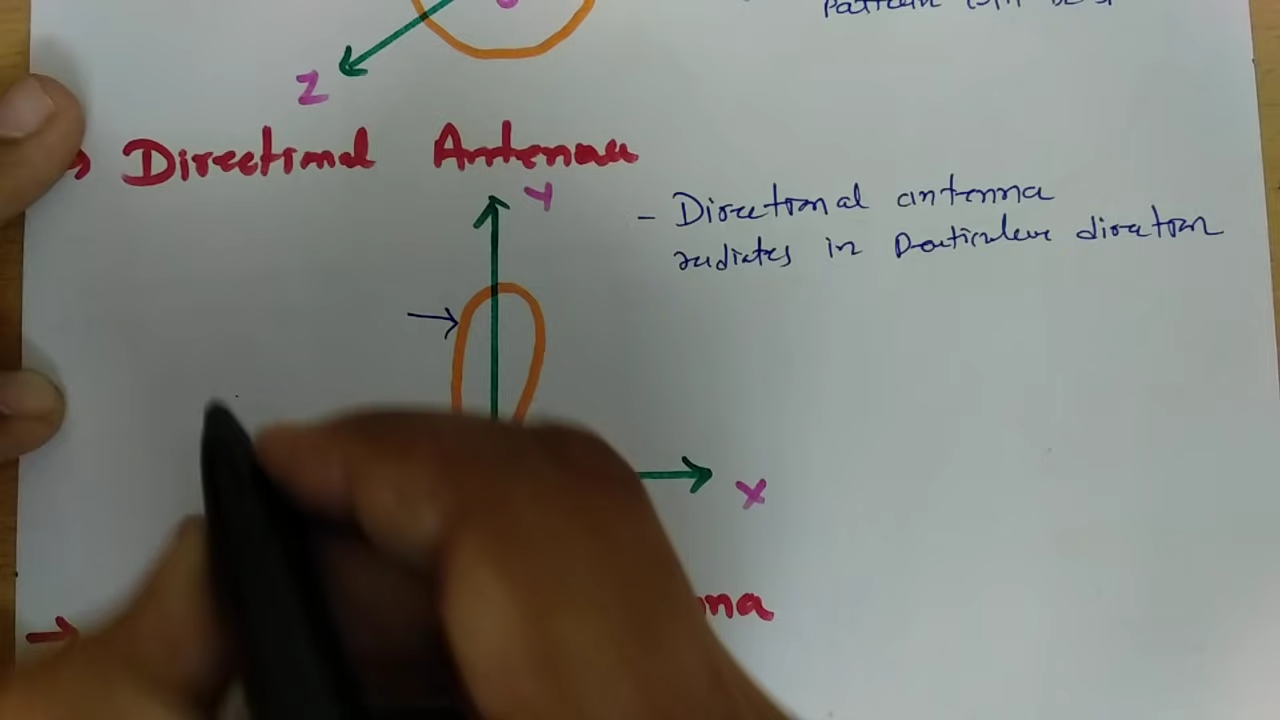 Z
→ Directional Antenna
Y
- Directional antenna
radiates in Particular direction
X
→